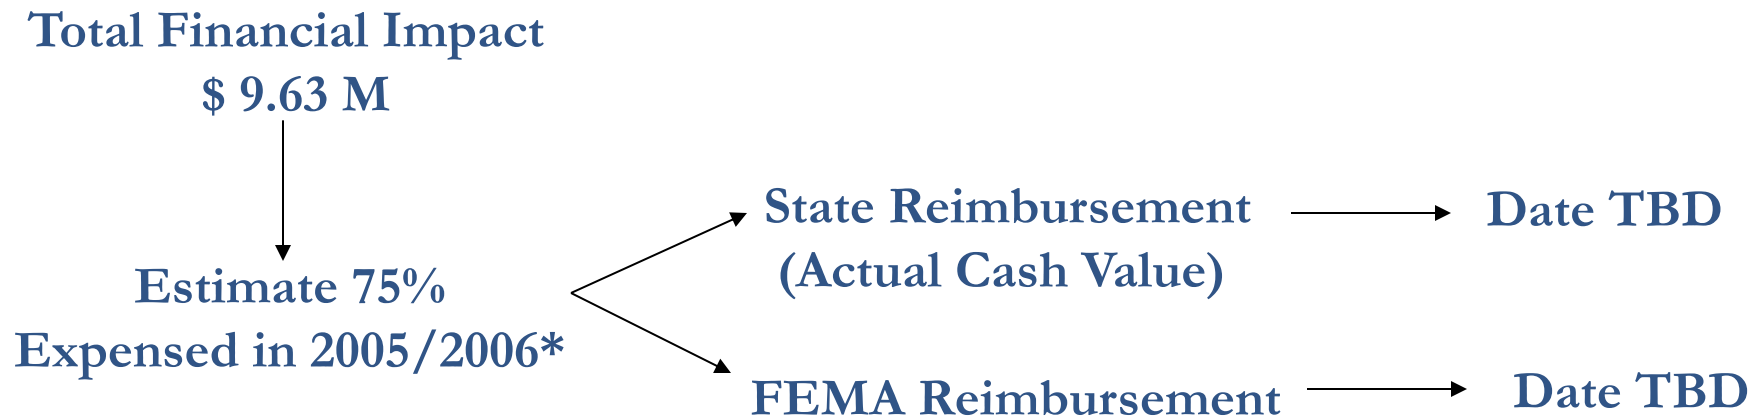 Total Financial Impact
$ 9.63 M
Estimate 75%
Expensed in 2005/2006*
State Reimbursement
(Actual Cash Value)
Date TBD
FEMA Reimbursement
Date TBD